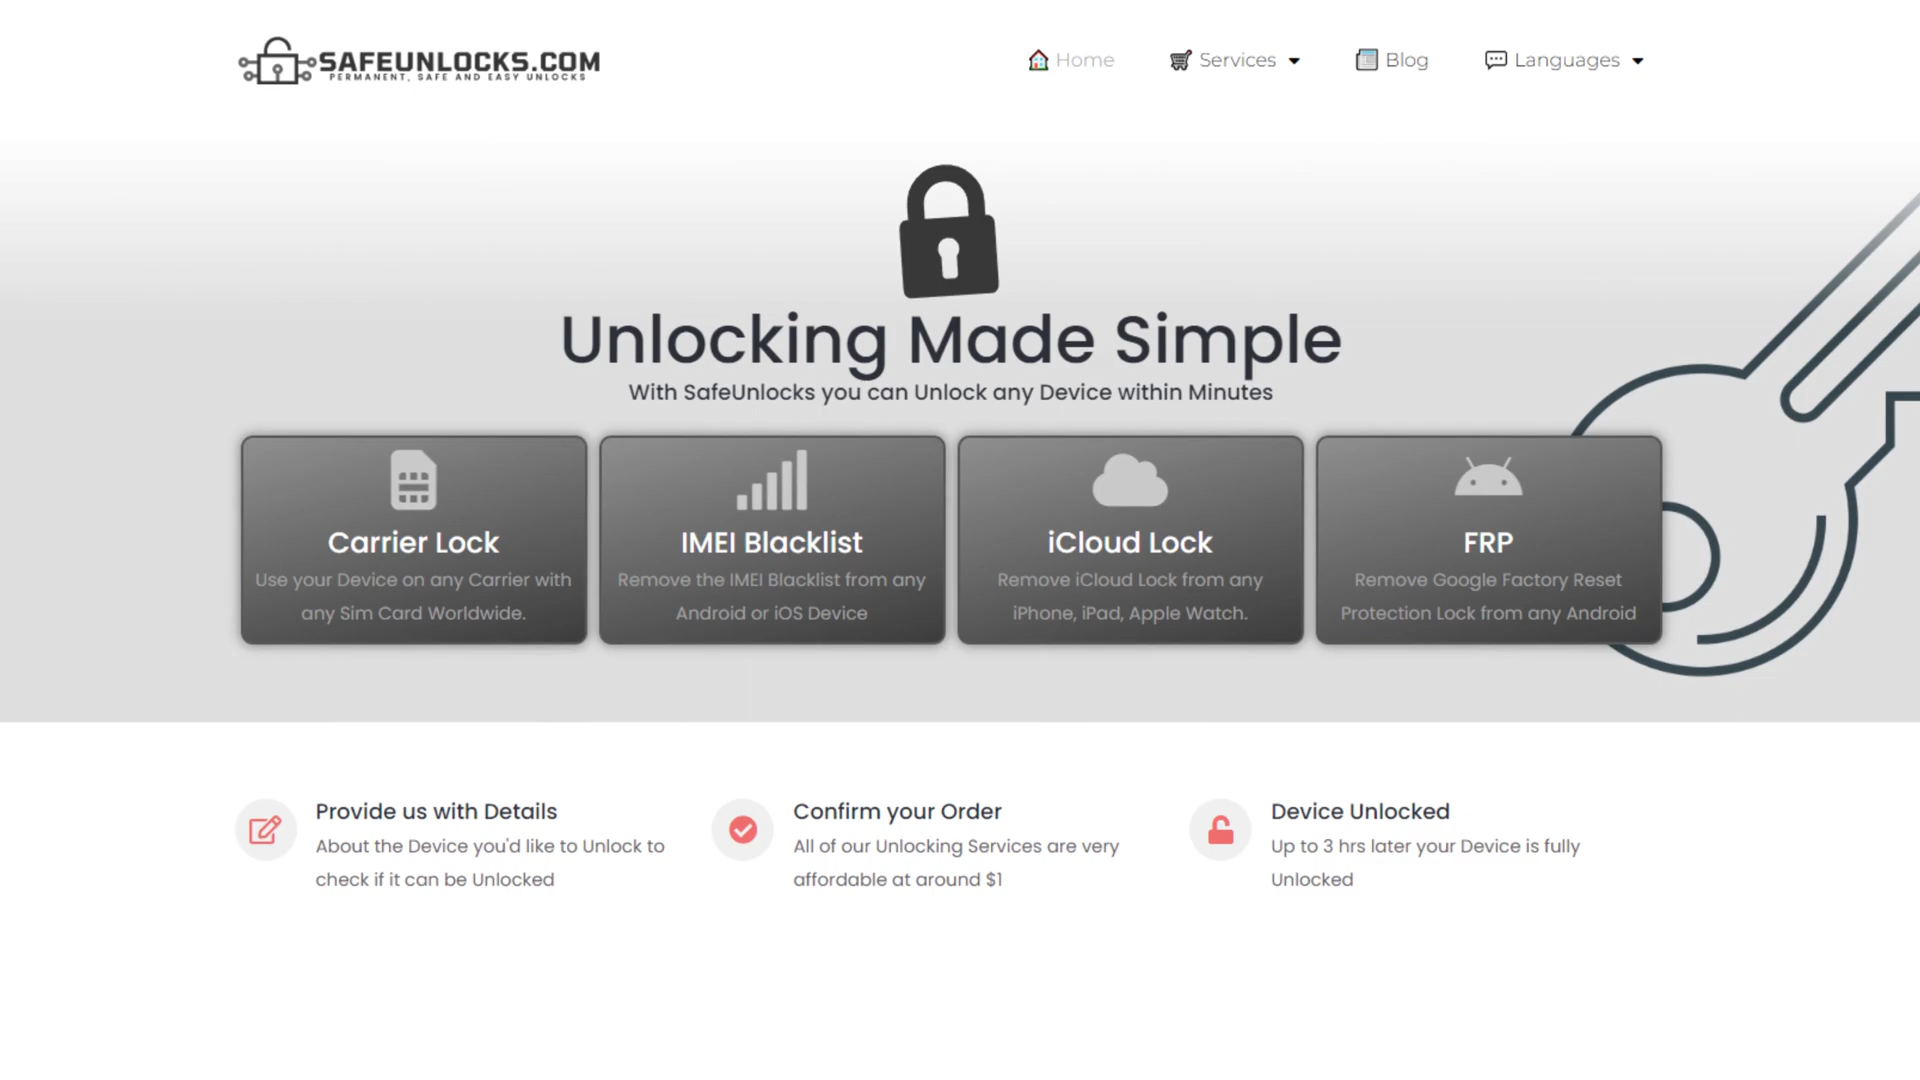 SAFEUNLOCKS.COM
PERMANENT, SAFE AND EASY UNLOCKS
Home
Services
Blog
Languages
Unlocking Made Simple
With SafeUnlocks you can Unlock any Device within Minutes
Carrier Lock
Use your Device on any Carrier with
any Sim Card Worldwide.
IMEI Blacklist
Remove the IMEI Blacklist from any
Android or iOS Device
iCloud Lock
Remove iCloud Lock from any
iPhone, iPad, Apple Watch.
FRP
Remove Google Factory Reset
Protection Lock from any Android
Provide us with Details
About the Device you'd like to Unlock to
check if it can be Unlocked
Confirm your Order
All of our Unlocking Services are very
affordable at around $1
Device Unlocked
Up to 3 hrs later your Device is fully
Unlocked